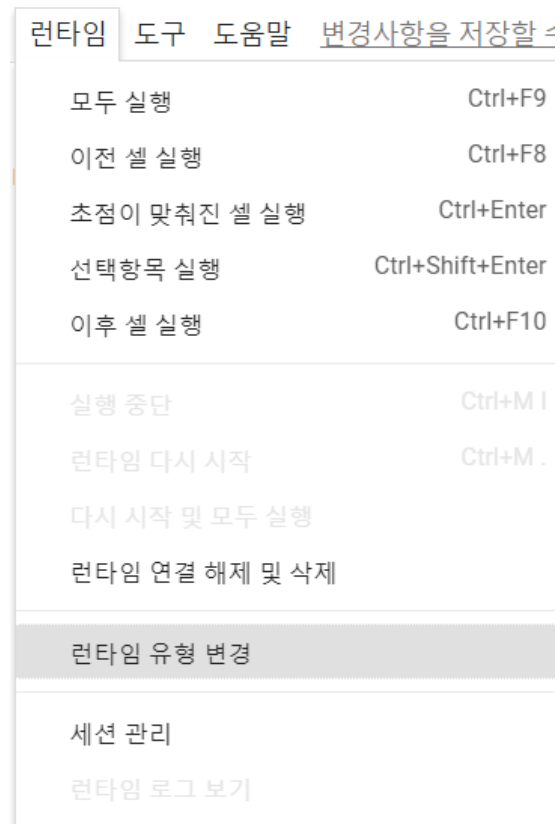 런타임 도구 도움말 변경사항을 저장할
모두 실행 Ctrl+F9
이전 셀 실행 Ctrl+F8
초점이 맞춰진 셀 실행 Ctrl+Enter
선택항목 실행 Ctrl+Shift+Enter
이후 셀 실행 Ctrl+F10
실행 중단 Ctrl+M I
런타임 다시 시작 Ctrl+M .
다시 시작 및 모두 실행
런타임 연결 해제 및 삭제
런타임 유형 변경
세션 관리
런타임 로그 보기